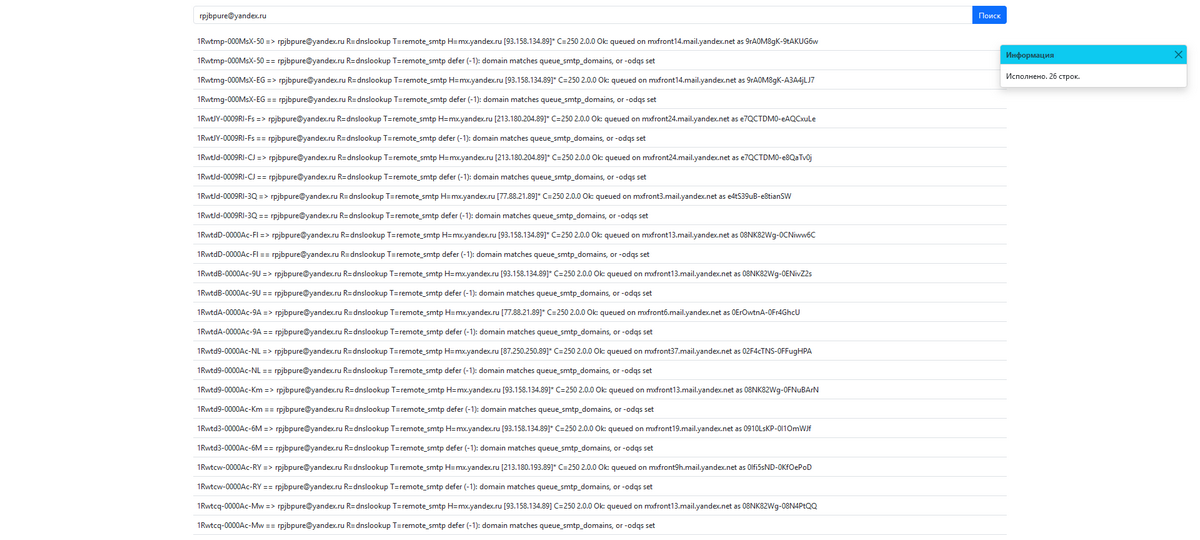 rpjbpure@yandex.ru
Поиск
1Rwtmp-000MsX-50 => rpjbpure@yandex.ru R=dnslookup T=remote_smtp H=mx.yandex.ru [93.158.134.89]* C=250 2.0.0 Ok: queued on mxfront14.mail.yandex.net as 9rA0M8gK-9tAKUG6w
Информация
1Rwtmp-000MsX-50 == rpjbpure@yandex.ru R=dnslookup T=remote_smtp defer (-1): domain matches queue_smtp_domains, or -odqs set
Исполнено. 26 строк.
1Rwtmg-000MsX-EG => rpjbpure@yandex.ru R=dnslookup T=remote_smtp H=mx.yandex.ru [93.158.134.89]* C=250 2.0.0 Ok: queued on mxfront14.mail.yandex.net as 9rA0M8gK-A3A4jLJ7
1Rwtmg-000MsX-EG == rpjbpure@yandex.ru R=dnslookup T=remote_smtp defer (-1): domain matches queue_smtp_domains, or -odqs set
1RwtJY-0009RI-Fs => rpjbpure@yandex.ru R=dnslookup T=remote_smtp H=mx.yandex.ru [213.180.204.89]* C=250 2.0.0 Ok: queued on mxfront24.mail.yandex.net as e7QCTDM0-eAQCxuLe
1RwtJY-0009RI-Fs == rpjbpure@yandex.ru R=dnslookup T=remote_smtp defer (-1): domain matches queue_smtp_domains, or -odqs set
1RwtJd-0009RI-CJ => rpjbpure@yandex.ru R=dnslookup T=remote_smtp H=mx.yandex.ru [213.180.204.89]* C=250 2.0.0 Ok: queued on mxfront24.mail.yandex.net as e7QCTDM0-e8QaTv0j
1RwtJd-0009RI-CJ == rpjbpure@yandex.ru R=dnslookup T=remote_smtp defer (-1): domain matches queue_smtp_domains, or -odqs set
1RwtJd-0009RI-3Q => rpjbpure@yandex.ru R=dnslookup T=remote_smtp H=mx.yandex.ru [77.88.21.89]* C=250 2.0.0 Ok: queued on mxfront3.mail.yandex.net as e4tS39uB-e8tianSW
1RwtJd-0009RI-3Q == rpjbpure@yandex.ru R=dnslookup T=remote_smtp defer (-1): domain matches queue_smtp_domains, or -odqs set
1RwtdD-0000Ac-FI => rpjbpure@yandex.ru R=dnslookup T=remote_smtp H=mx.yandex.ru [93.158.134.89]* C=250 2.0.0 Ok: queued on mxfront13.mail.yandex.net as 08NK82Wg-0CNiww6C
1RwtdD-0000Ac-FI == rpjbpure@yandex.ru R=dnslookup T=remote_smtp defer (-1): domain matches queue_smtp_domains, or -odqs set
1RwtdB-0000Ac-9U => rpjbpure@yandex.ru R=dnslookup T=remote_smtp H=mx.yandex.ru [93.158.134.89]* C=250 2.0.0 Ok: queued on mxfront13.mail.yandex.net as 08NK82Wg-0ENivZ2s
1RwtdB-0000Ac-9U == rpjbpure@yandex.ru R=dnslookup T=remote_smtp defer (-1): domain matches queue_smtp_domains, or -odqs set
1RwtdA-0000Ac-9A => rpjbpure@yandex.ru R=dnslookup T=remote_smtp H=mx.yandex.ru [77.88.21.89]* C=250 2.0.0 Ok: queued on mxfront6.mail.yandex.net as 0ErOwtnA-0Fr4GhcU
1RwtdA-0000Ac-9A == rpjbpure@yandex.ru R=dnslookup T=remote_smtp defer (-1): domain matches queue_smtp_domains, or -odqs set
1Rwtd9-0000Ac-NL => rpjbpure@yandex.ru R=dnslookup T=remote_smtp H=mx.yandex.ru [87.250.250.89]* C=250 2.0.0 Ok: queued on mxfront37.mail.yandex.net as 02F4cTNS-0FFugHPA
1Rwtd9-0000Ac-NL == rpjbpure@yandex.ru R=dnslookup T=remote_smtp defer (-1): domain matches queue_smtp_domains, or -odqs set
1Rwtd9-0000Ac-Km => rpjbpure@yandex.ru R=dnslookup T=remote_smtp H=mx.yandex.ru [93.158.134.89]* C=250 2.0.0 Ok: queued on mxfront13.mail.yandex.net as 08NK82Wg-0FNuBArN
1Rwtd9-0000Ac-Km == rpjbpure@yandex.ru R=dnslookup T=remote_smtp defer (-1): domain matches queue_smtp_domains, or -odqs set
1Rwtd3-0000Ac-6M => rpjbpure@yandex.ru R=dnslookup T=remote_smtp H=mx.yandex.ru [93.158.134.89]* C=250 2.0.0 Ok: queued on mxfront19.mail.yandex.net as 0910LsKP-0I1OmWJf
1Rwtd3-0000Ac-6M == rpjbpure@yandex.ru R=dnslookup T=remote_smtp defer (-1): domain matches queue_smtp_domains, or -odqs set
1Rwtcw-0000Ac-RY => rpjbpure@yandex.ru R=dnslookup T=remote_smtp H=mx.yandex.ru [213.180.193.89]* C=250 2.0.0 Ok: queued on mxfront9h.mail.yandex.net as 0lfi5sND-0KfOePoD
1Rwtcw-0000Ac-RY == rpjbpure@yandex.ru R=dnslookup T=remote_smtp defer (-1): domain matches queue_smtp_domains, or -odqs set
1Rwtcq-0000Ac-Mw => rpjbpure@yandex.ru R=dnslookup T=remote_smtp H=mx.yandex.ru [93.158.134.89] C=250 2.0.0 Ok: queued on mxfront13.mail.yandex.net as 08NK82Wg-08N4PtQQ
1Rwtcq-0000Ac-Mw == rpjbpure@yandex.ru R=dnslookup T=remote_smtp defer (-1): domain matches queue_smtp_domains, or -odqs set